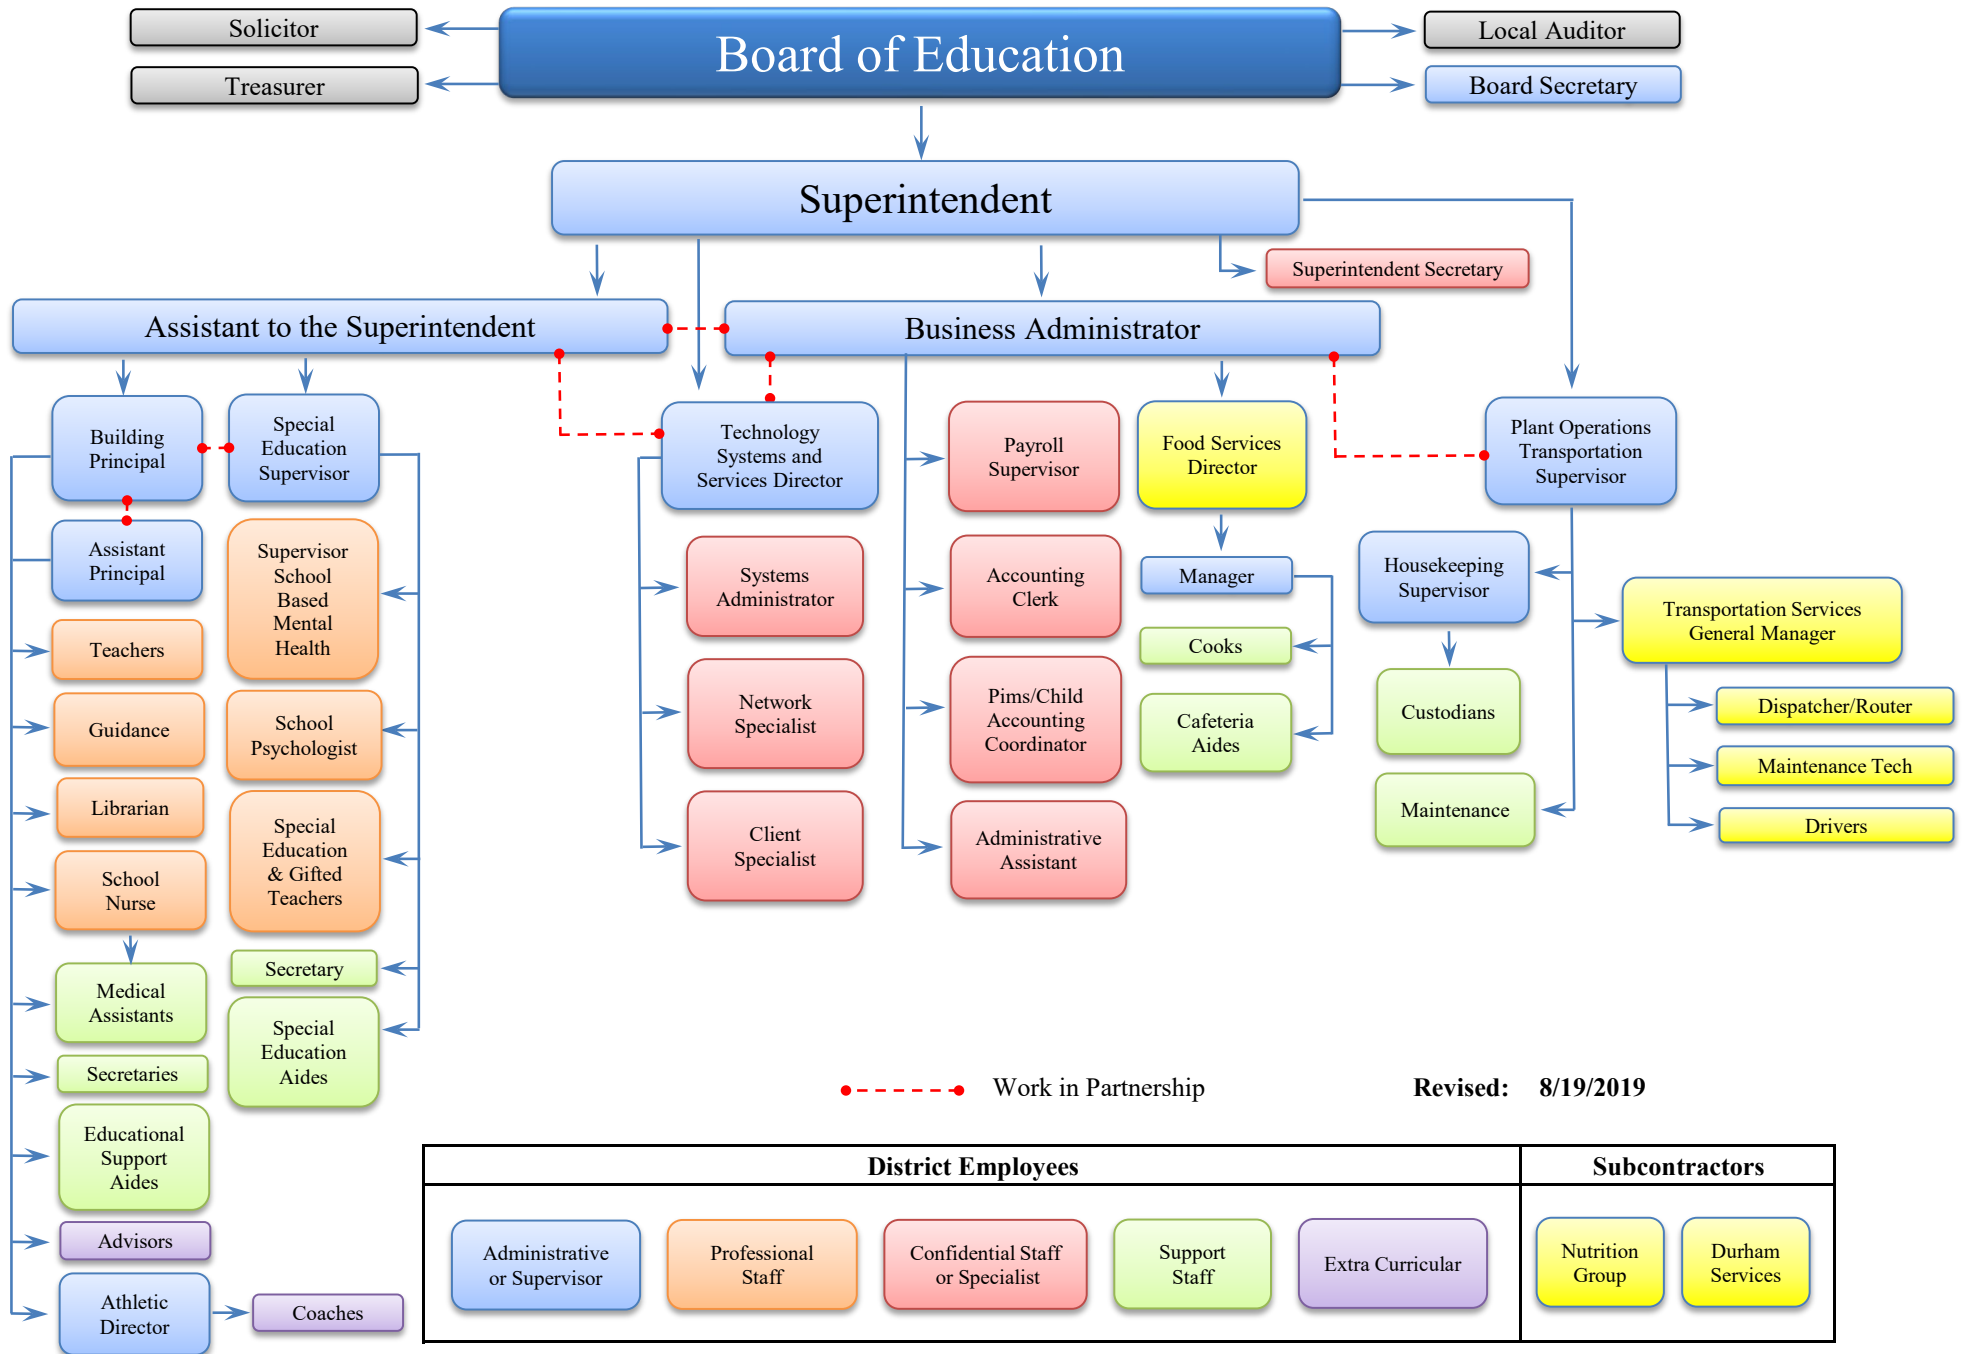 Solicitor
Board of Education
Local Auditor
Treasurer
Board Secretary
Superintendent
Superintendent Secretary
Assistant to the Superintendent
Business Administrator
Building
Principal
Special
Education
Supervisor
Technology
Systems and
Services Director
Payroll
Supervisor
Food Services
Director
Plant Operations
Transportation
Supervisor
Assistant
Principal
Supervisor
School
Based
Mental
Health
Systems
Administrator
Accounting
Clerk
Manager
Housekeeping
Supervisor
Transportation Services
General Manager
Teachers
Cooks
Guidance
School
Psychologist
Network
Specialist
Pims/Child
Accounting
Coordinator
Cafeteria
Aides
Custodians
Dispatcher/Router
Maintenance Tech
Librarian
Special
Education
& Gifted
Teachers
Client
Specialist
Administrative
Assistant
Maintenance
Drivers
School
Nurse
Secretary
Medical
Assistants
Special
Education
Aides
Secretaries
Work in Partnership
Revised: 8/19/2019
Educational
Support
Aides
District Employees
Subcontractors
Advisors
Administrative
or Supervisor
Professional
Staff
Confidential Staff
or Specialist
Support
Staff
Extra Curricular
Nutrition
Group
Durham
Services
Athletic
Director
Coaches